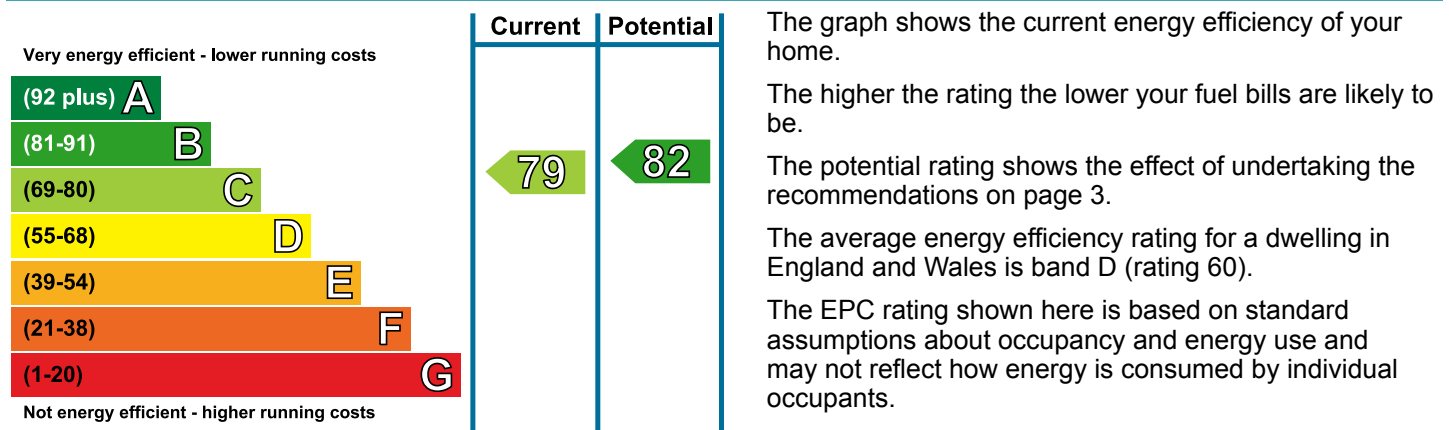 Current Potential
Very energy efficient - lower running costs
(92 plus) A
(81-91) B
(69-80) C
(55-68) D
(39-54) E
(21-38) F
(1-20) G
Not energy efficient - higher running costs
79
82
The graph shows the current energy efficiency of your
home.
The higher the rating the lower your fuel bills are likely to
be.
The potential rating shows the effect of undertaking the
recommendations on page 3.
The average energy efficiency rating for a dwelling in
England and Wales is band D (rating 60).
The EPC rating shown here is based on standard
assumptions about occupancy and energy use and
may not reflect how energy is consumed by individual
occupants.